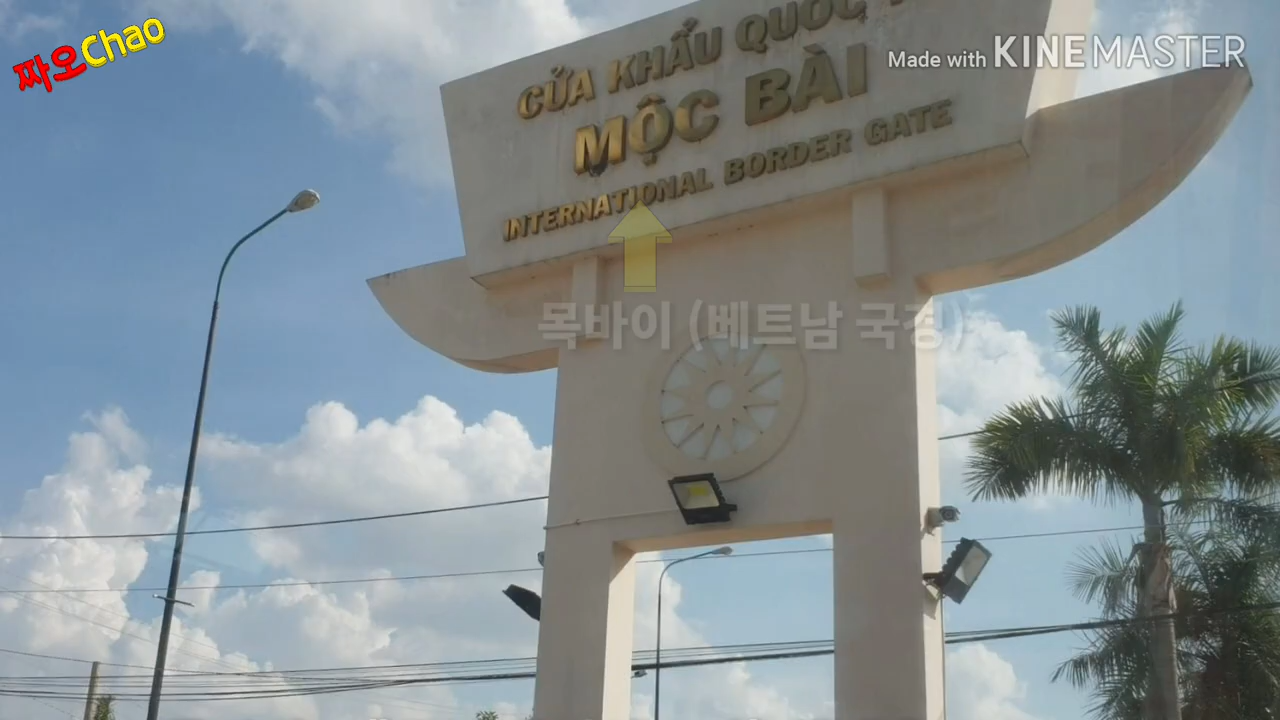 짜오Chao
Made with KINEMASTER
CỬA KHẨU QUỐC
MỘC BÀI
INTERNATIONAL BORDER GATE
목바이 (베트남 국경)